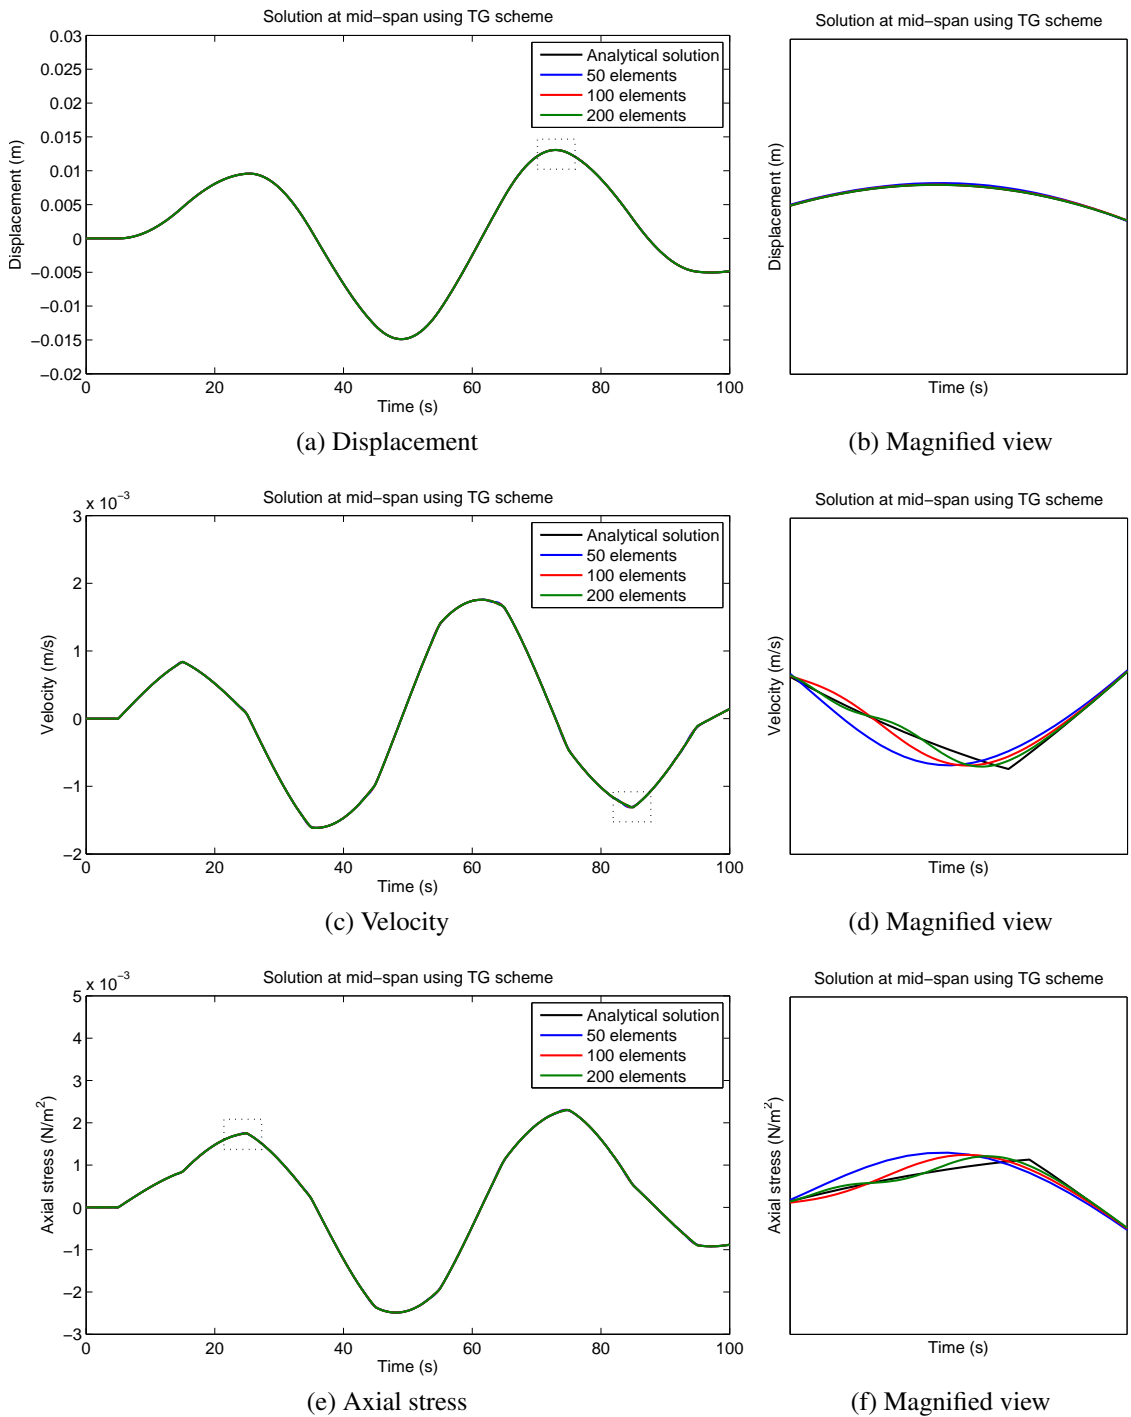 Solution at mid−span using TG scheme
0.03
0.025
0.02
0.015
0.01
0.005
0
−0.005
−0.01
−0.015
−0.02
Displacement (m)
Analytical solution
50 elements
100 elements
200 elements
0 20 40 60 80 100
Time (s)
(a) Displacement
Solution at mid−span using TG scheme
Displacement (m)
Time (s)
(b) Magnified view
Solution at mid−span using TG scheme
x 10−3
3
2
1
0
−1
−2
Velocity (m/s)
Analytical solution
50 elements
100 elements
200 elements
0 20 40 60 80 100
Time (s)
(c) Velocity
Solution at mid−span using TG scheme
Velocity (m/s)
Time (s)
(d) Magnified view
Solution at mid−span using TG scheme
x 10−3
5
4
3
2
1
0
−1
−2
−3
Axial stress (N/m2)
Analytical solution
50 elements
100 elements
200 elements
0 20 40 60 80 100
Time (s)
(e) Axial stress
Solution at mid−span using TG scheme
Axial stress (N/m2)
Time (s)
(f) Magnified view